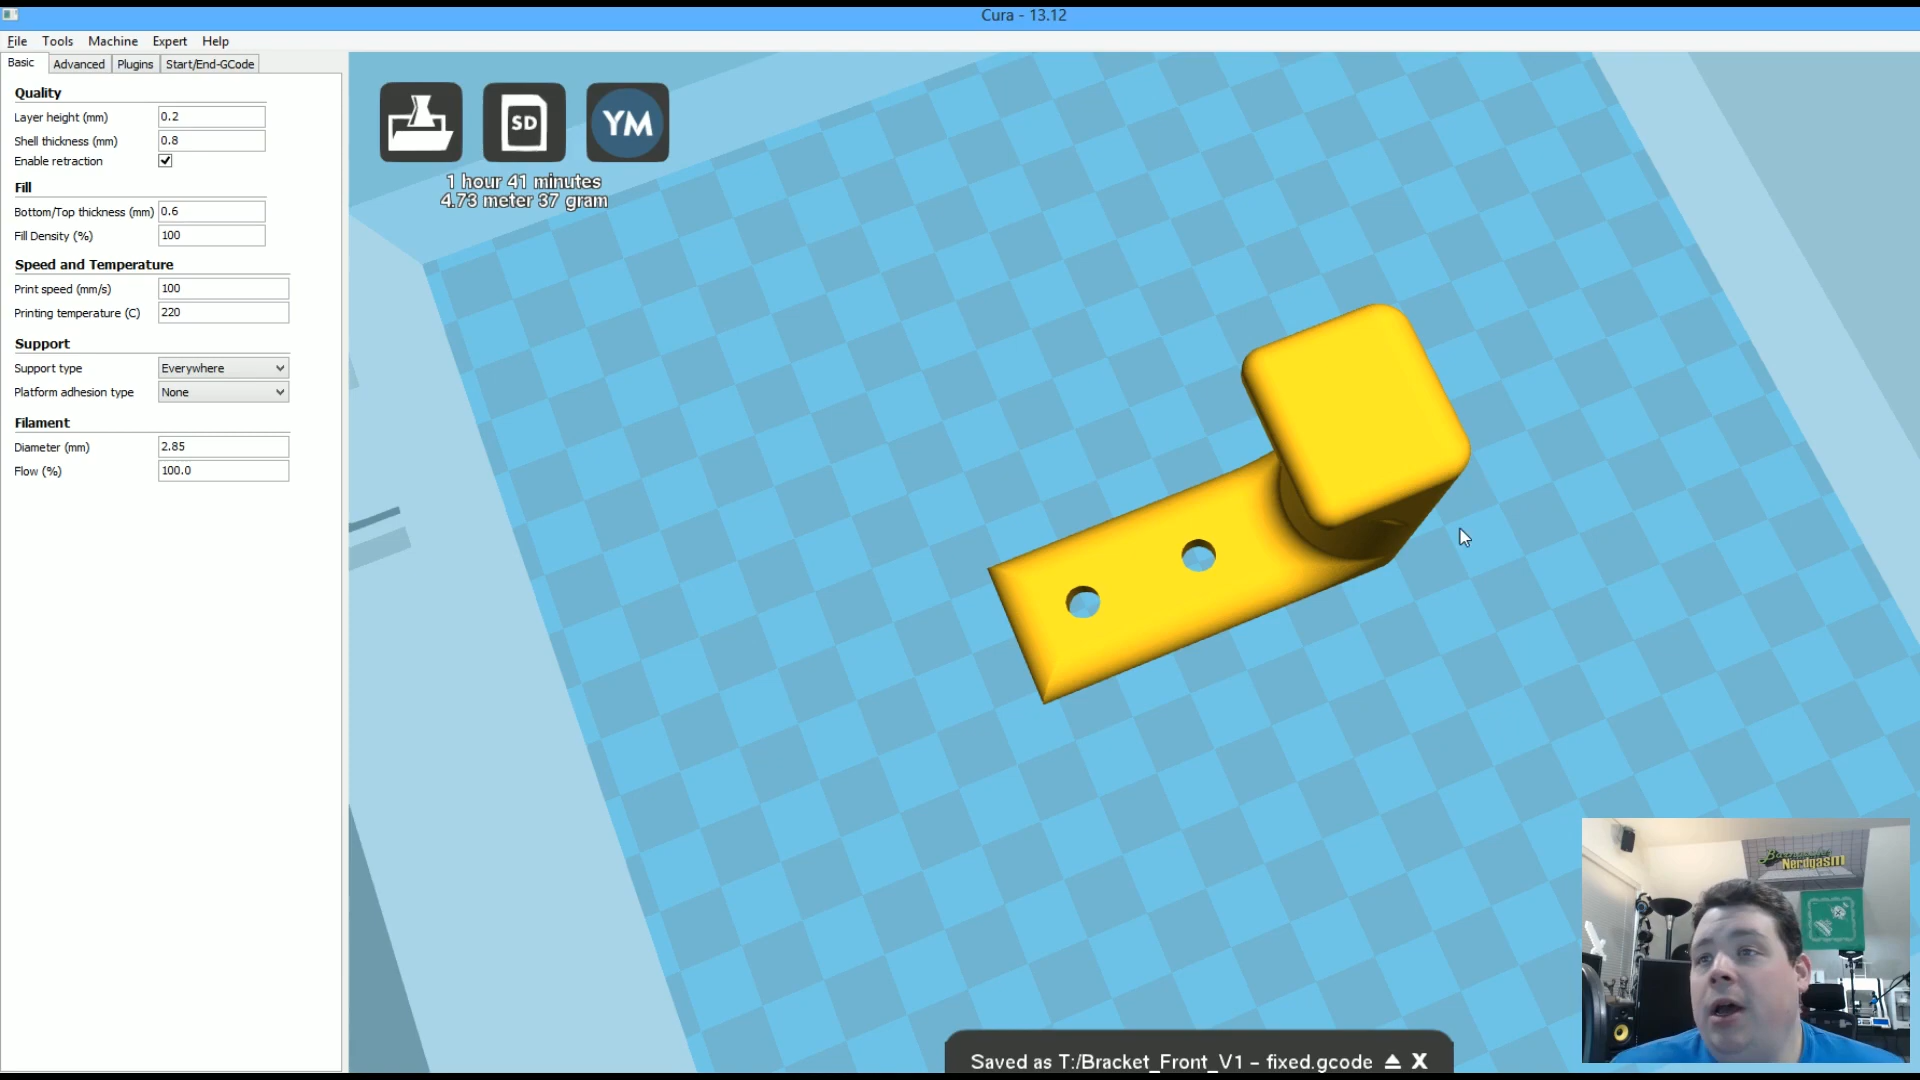 Cura - 13.12
File Tools Machine Expert Help
Basic Advanced Plugins Start/End-GCode
Quality
Layer height (mm) 0.2
Shell thickness (mm) 0.8
Enable retraction
Fill
Bottom/Top thickness (mm) 0.6
Fill Density (%) 100
Speed and Temperature
Print speed (mm/s) 100
Printing temperature (C) 220
Support
Support type Everywhere
Platform adhesion type None
Filament
Diameter (mm) 2.85
Flow (%) 100.0
SD
YM
1 hour 41 minutes
4.73 meter 37 gram
Nerdgasm
Saved as T:/Bracket_Front_V1 - fixed.gcode X